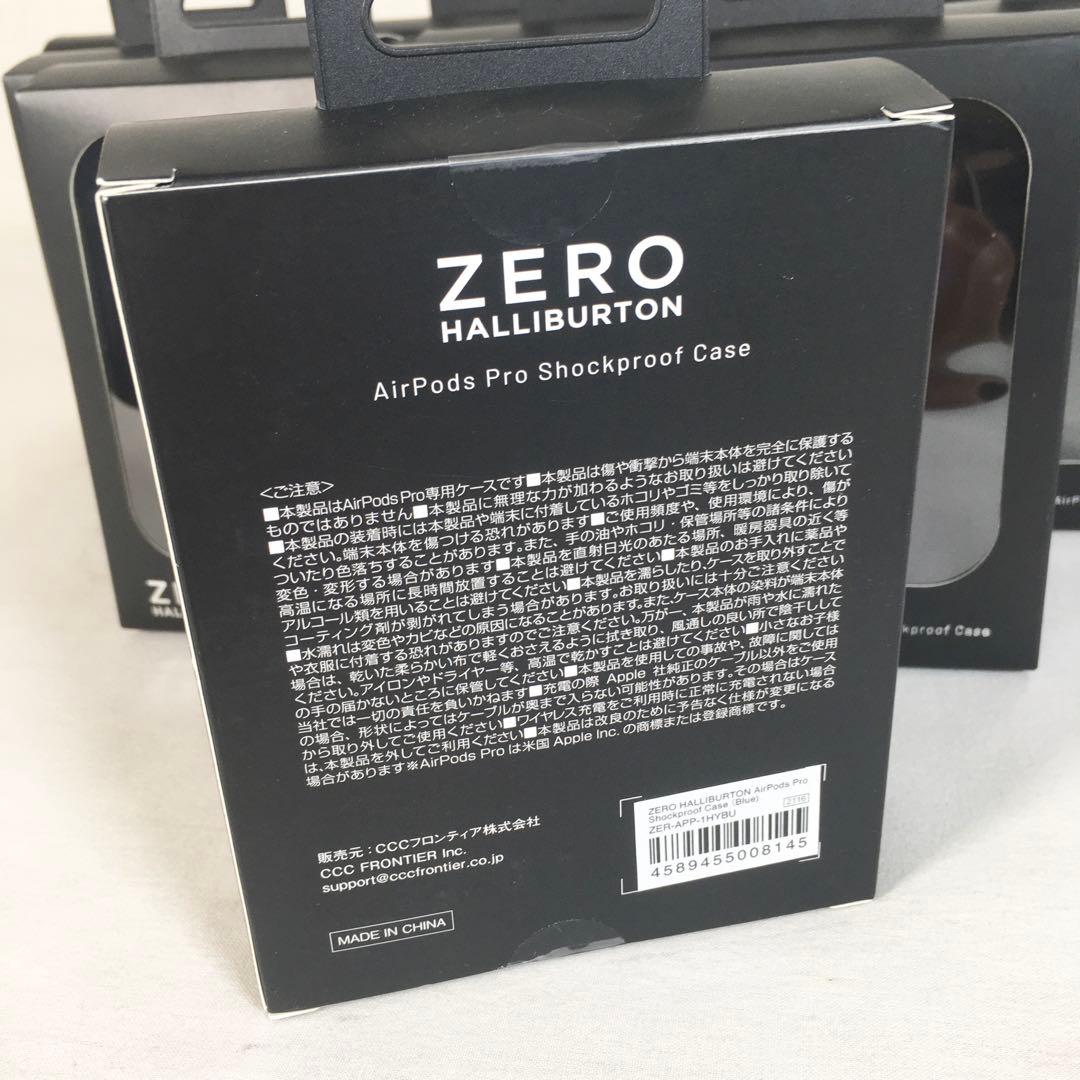 ZERO
HALLIBURTON
AirPods Pro Shockproof Case
<ご注意>
■本製品はAirPods Pro専用ケースです■本製品は傷や衝撃から端末本体を完全に保護する
ものではありません■本製品に無理な力が加わるようなお取り扱いは避けてください
■本製品の装着時には本製品や端末に付着しているホコリやゴミ等をしっかり取り除いて
ください。端末本体を傷つける恐れがあります■ご使用頻度や、使用環境により、傷が
ついたり色落ちすることがあります。また、手の油やホコリ・保管場所等の諸条件により
変色・変形する場合があります■本製品を直射日光のあたる場所、暖房器具の近く等
高温になる場所に長時間放置することは避けてください■本製品のお手入れに薬品や
アルコール類を用いることは避けてください■本製品を濡らしたり、ケースを取り外すことで
コーティング剤が剥がれてしまう場合があります。お取り扱いには十分ご注意ください
■水濡れは変色やカビなどの原因になることがあります。また、ケース本体の染料が端末本体
や衣服に付着する恐れがありますのでご注意ください。万が一、本製品が雨や水に濡れた
場合は、乾いた柔らかい布で軽くおさえるように拭き取り、風通しの良い所で陰干しして
ください。アイロンやドライヤー等、高温で乾かすことは避けてください■小さなお子様
の手の届かないところに保管してください■本製品を使用しての事故や、故障に関しては
当社では一切の責任を負いかねます■充電の際 Apple 社純正のケーブル以外をご使用
の場合、形状によってはケーブルが奥まで入らない可能性があります。その場合はケース
から取り外してご使用ください■ワイヤレス充電をご利用時に正常に充電されない場合
は、本製品を外してご利用ください■本製品は改良のために予告なく仕様が変更になる
場合があります※AirPods Pro は米国 Apple Inc. の商標または登録商標です。
販売元：CCCフロンティア株式会社
CCC FRONTIER Inc.
support@cccfrontier.co.jp
MADE IN CHINA
ZERO HALLIBURTON AirPods Pro
Shockproof Case (Blue)
3116
ZER-APP-1HYBU
4589455008145
ZE
HALL
kproof Case
AirPods